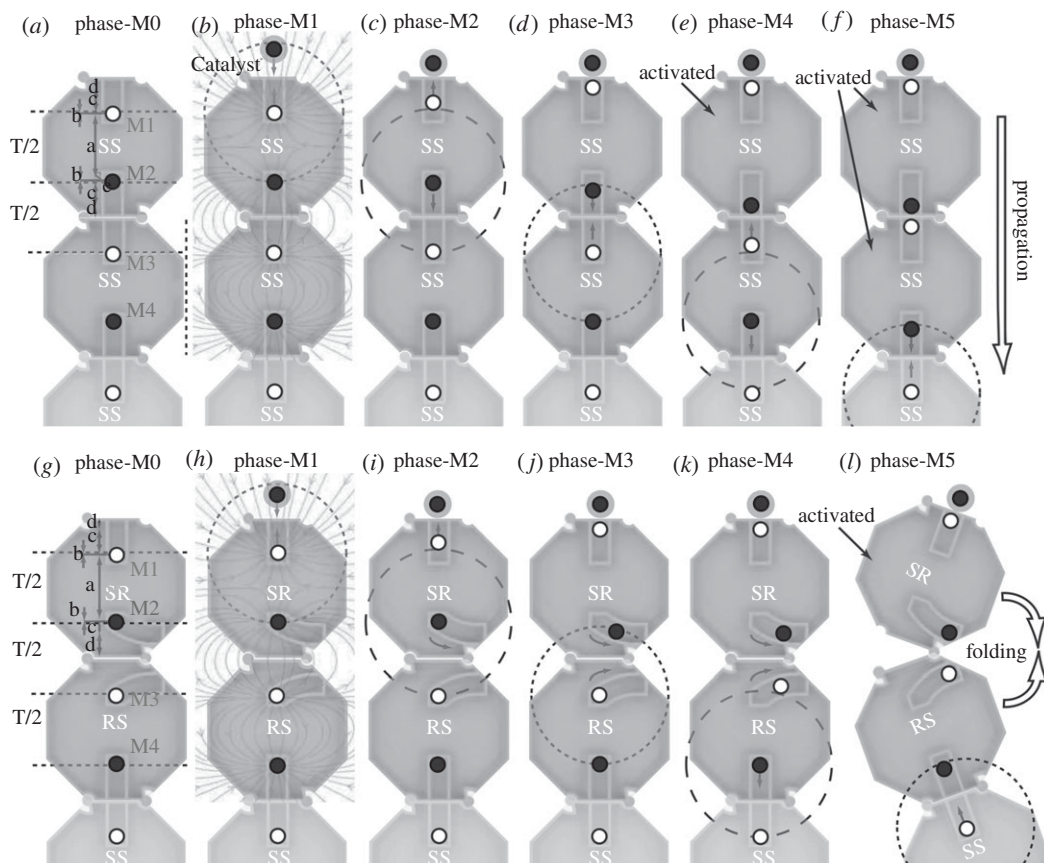 (a) phase-M0 (b) phase-M1 (c) phase-M2 (d) phase-M3 (e) phase-M4 (f) phase-M5
Catalyst activated activated
d
c
b M1
T/2 a SS SS SS SS SS SS
b M2
c c
T/2 d
propagation
M3
SS SS SS SS SS SS
M4
SS SS SS SS SS SS
(g) phase-M0 (h) phase-M1 (i) phase-M2 (j) phase-M3 (k) phase-M4 (l) phase-M5
Catalyst activated
d
c
b M1
T/2 a SR SR SR SR SR SR
b M2
c
T/2 d
folding
T/2 M3
RS RS RS RS RS RS
M4
SS SS SS SS SS SS